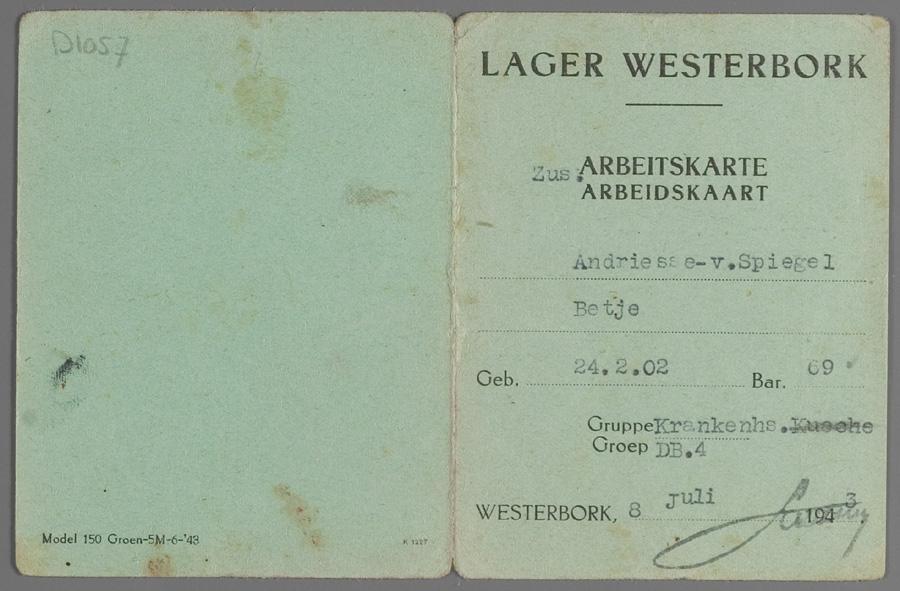 D1057
Model 150 Groen-5M-6-'43
K 1227
LAGER WESTERBORK
Zus. ARBEITSKARTE
ARBEIDSKAART
Andriesse-v.Spiegel
Betje
Geb. 24.2.02 Bar. 69
Gruppe Krankenhs.
Groep DB.4
WESTERBORK, 8 Juli 1943